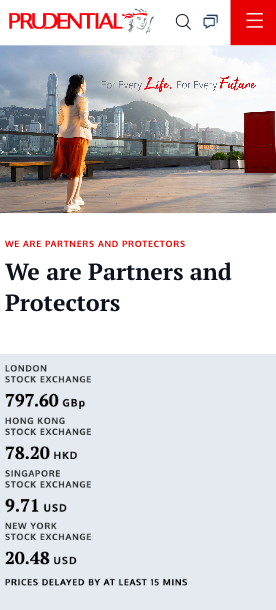 PRUDENTIAL
For Every Life, For Every Future
WE ARE PARTNERS AND PROTECTORS
We are Partners and
Protectors
LONDON
STOCK EXCHANGE
797.60 GBp
HONG KONG
STOCK EXCHANGE
78.20 HKD
SINGAPORE
STOCK EXCHANGE
9.71 USD
NEW YORK
STOCK EXCHANGE
20.48 USD
PRICES DELAYED BY AT LEAST 15 MINS